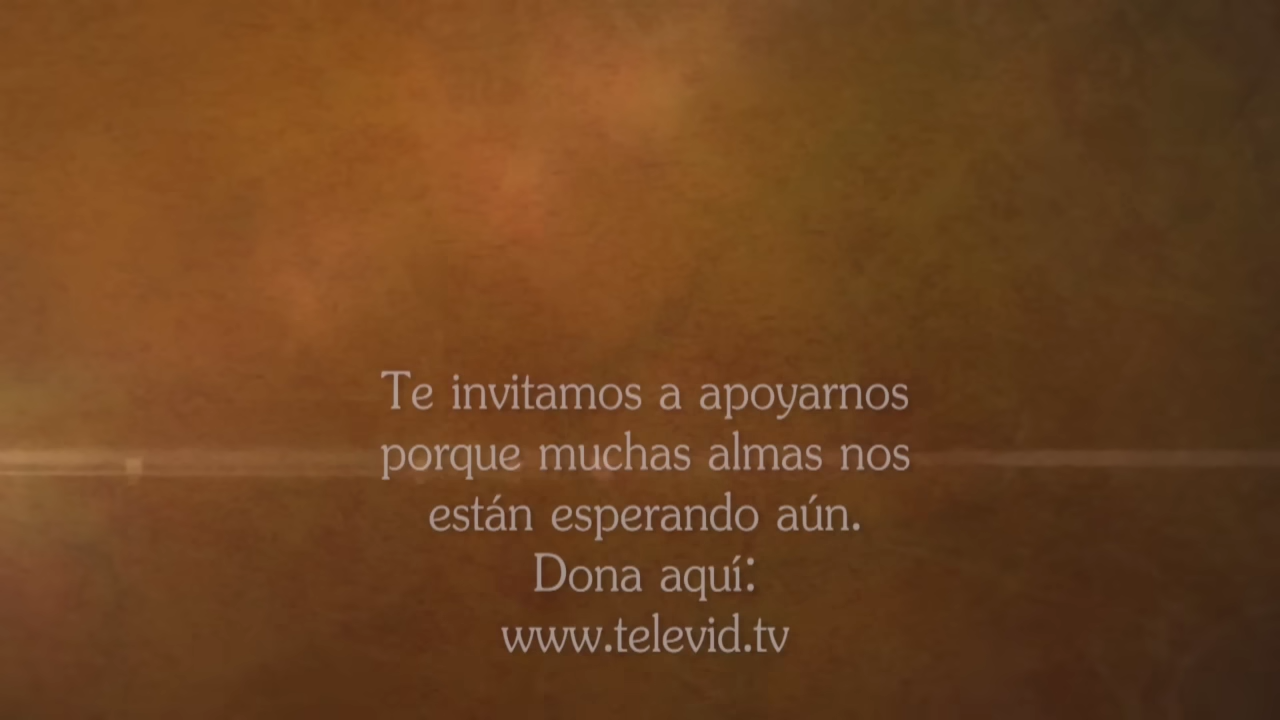 Te invitamos a apoyarnos
porque muchas almas nos
están esperando aún.
Dona aquí:
www.televid.tv